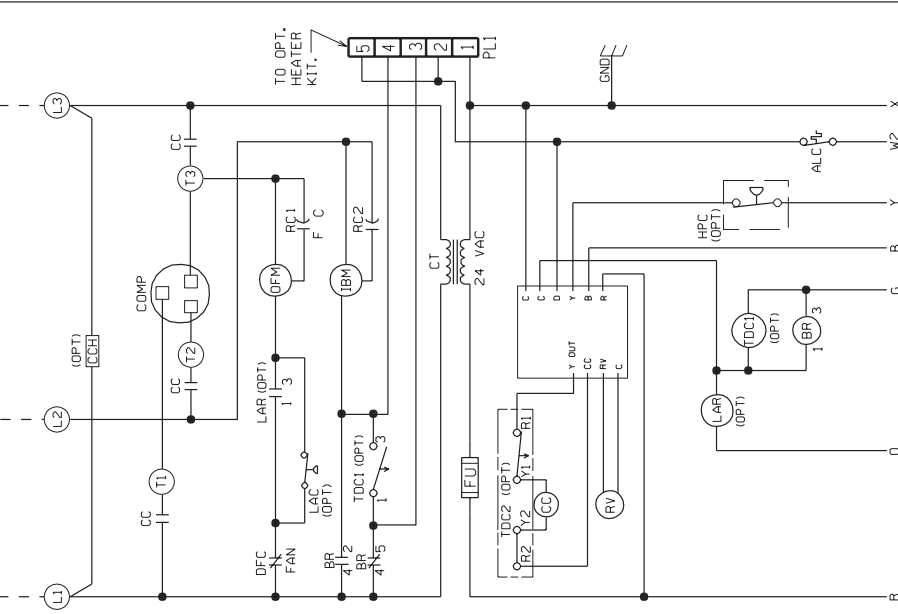 TO OPT.
HEATER
KIT.
5 4 3 2 1
PL1
GND
L3
X
CC
W2
ALC
T3
RC1
C
F
RC2
HPC
(OPT)
Y
COMP
OFM
IBM
CT
24 VAC
B
C C D Y B R
G
(OPT)
CCH
T2
CC
Y OUT
CC
RV
C
TDC1
(OPT)
BR
3
1
LAR (OPT)
3
1
LAR
(OPT)
L2
O
TDC1 (OPT)
3
1
R1
Y1
TDC2 (OPT)
Y2
R2
CC
RV
FU
T1
CC
LAC
(OPT)
DFC
FAN
BR
2
4
BR
5
4
L1
R